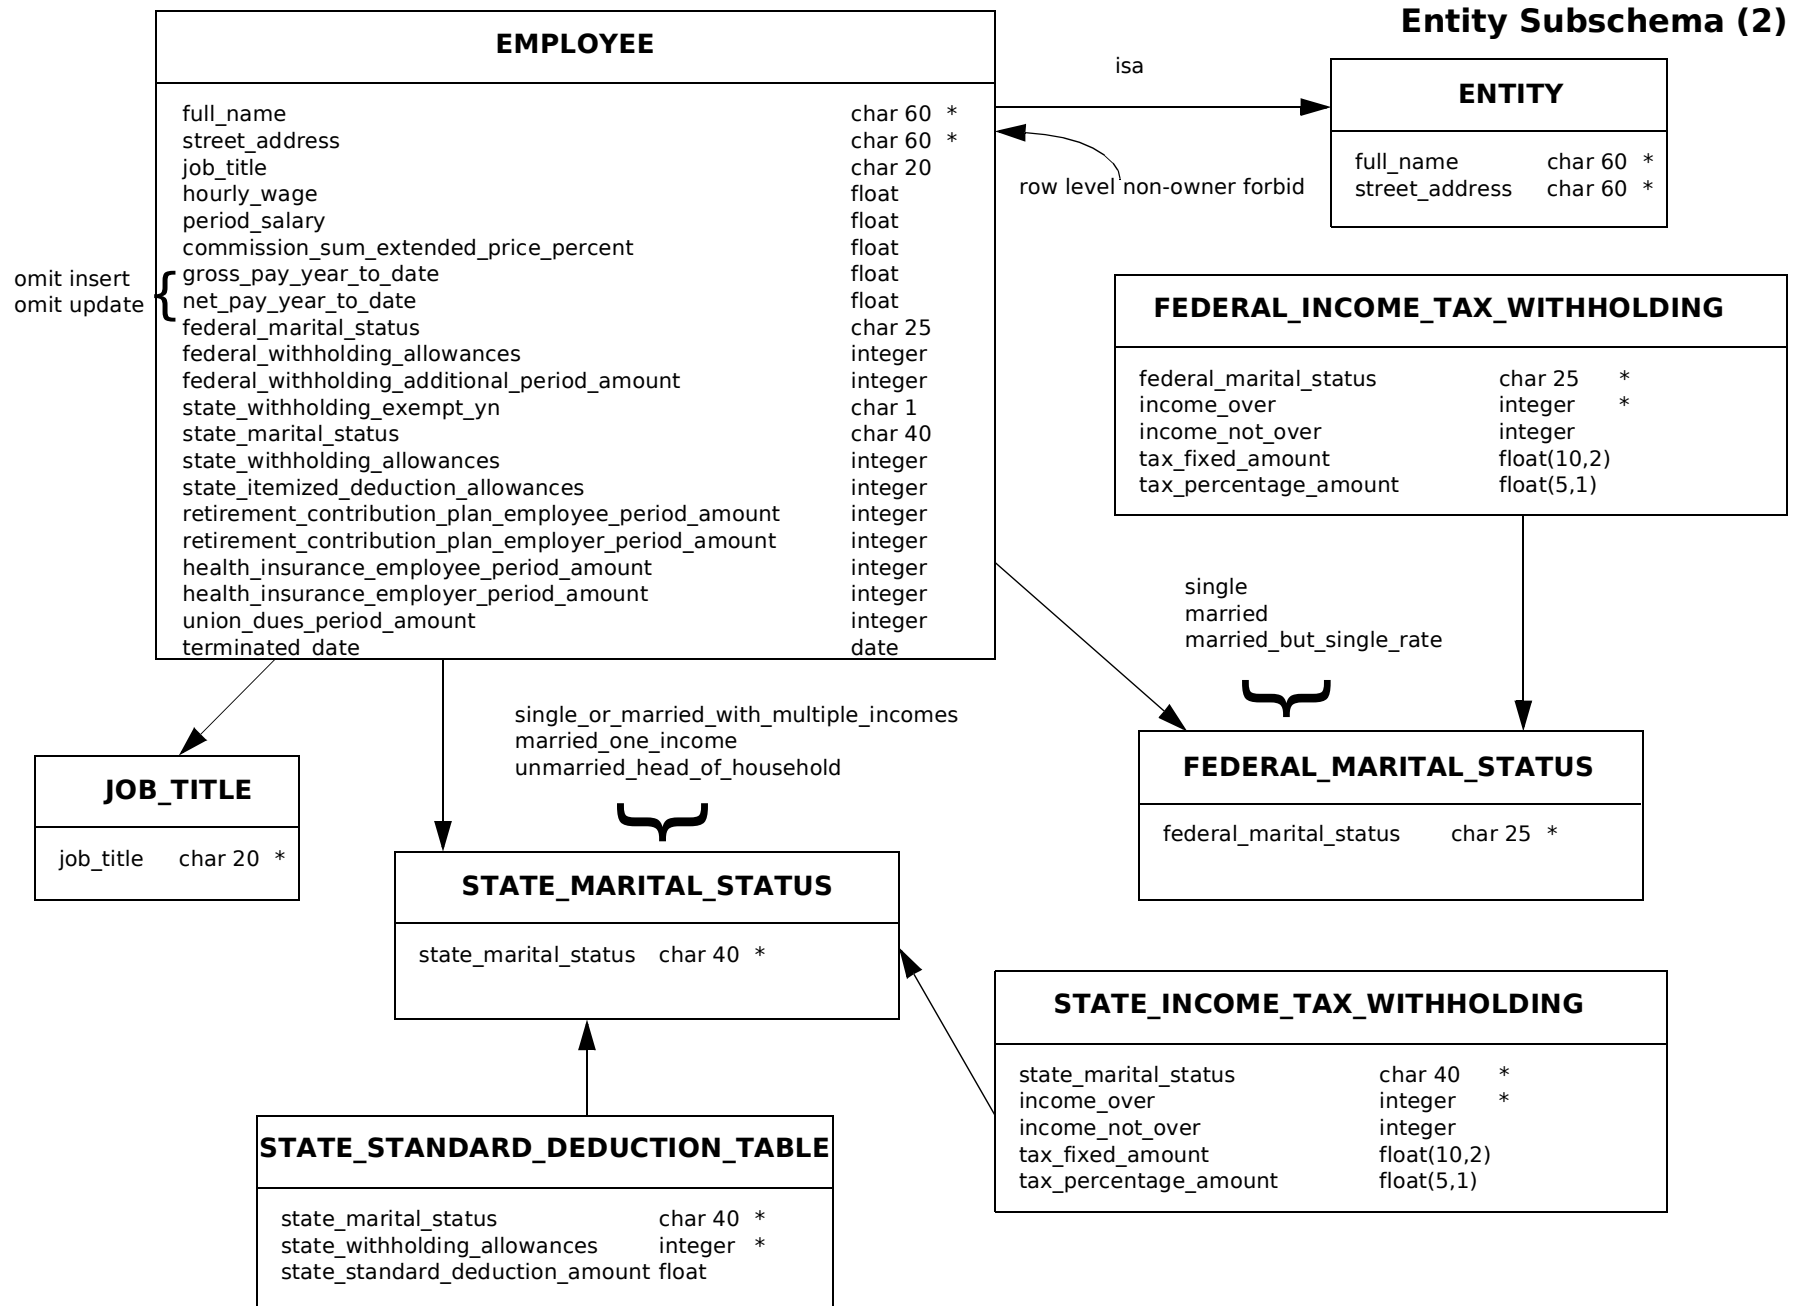 Entity Subschema (2)
EMPLOYEE
full_name char 60 *
street_address char 60 *
job_title char 20
hourly_wage float
period_salary float
commission_sum_extended_price_percent float
gross_pay_year_to_date float
net_pay_year_to_date float
federal_marital_status char 25
federal_withholding_allowances integer
federal_withholding_additional_period_amount integer
state_withholding_exempt_yn char 1
state_marital_status char 40
state_withholding_allowances integer
state_itemized_deduction_allowances integer
retirement_contribution_plan_employee_period_amount integer
retirement_contribution_plan_employer_period_amount integer
health_insurance_employee_period_amount integer
health_insurance_employer_period_amount integer
union_dues_period_amount integer
terminated_date date
omit insert
omit update
isa
row level non-owner forbid
ENTITY
full_name char 60 *
street_address char 60 *
FEDERAL_INCOME_TAX_WITHHOLDING
federal_marital_status char 25 *
income_over integer *
income_not_over integer
tax_fixed_amount float(10,2)
tax_percentage_amount float(5,1)
single
married
married_but_single_rate
FEDERAL_MARITAL_STATUS
federal_marital_status char 25 *
JOB_TITLE
job_title char 20 *
single_or_married_with_multiple_incomes
married_one_income
unmarried_head_of_household
STATE_MARITAL_STATUS
state_marital_status char 40 *
STATE_INCOME_TAX_WITHHOLDING
state_marital_status char 40 *
income_over integer *
income_not_over integer
tax_fixed_amount float(10,2)
tax_percentage_amount float(5,1)
STATE_STANDARD_DEDUCTION_TABLE
state_marital_status char 40 *
state_withholding_allowances integer *
state_standard_deduction_amount float